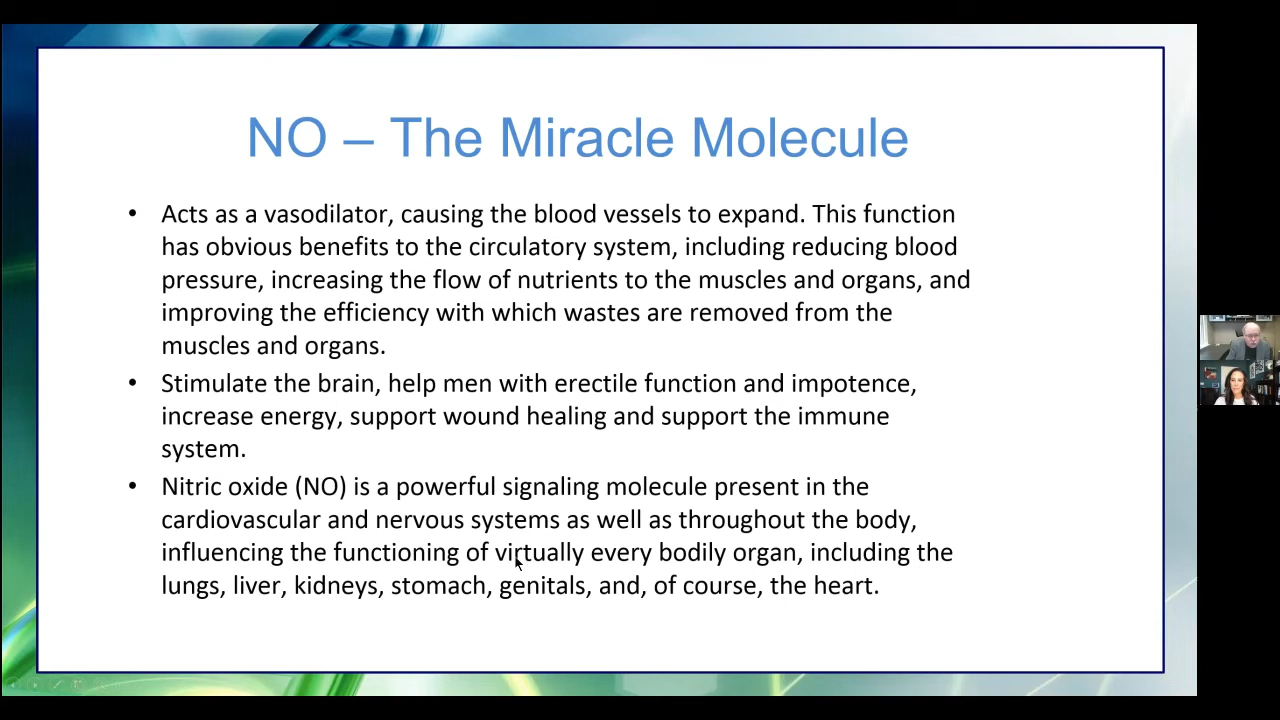 NO – The Miracle Molecule
• Acts as a vasodilator, causing the blood vessels to expand. This function
has obvious benefits to the circulatory system, including reducing blood
pressure, increasing the flow of nutrients to the muscles and organs, and
improving the efficiency with which wastes are removed from the
muscles and organs.
• Stimulate the brain, help men with erectile function and impotence,
increase energy, support wound healing and support the immune
system.
• Nitric oxide (NO) is a powerful signaling molecule present in the
cardiovascular and nervous systems as well as throughout the body,
influencing the functioning of virtually every bodily organ, including the
lungs, liver, kidneys, stomach, genitals, and, of course, the heart.